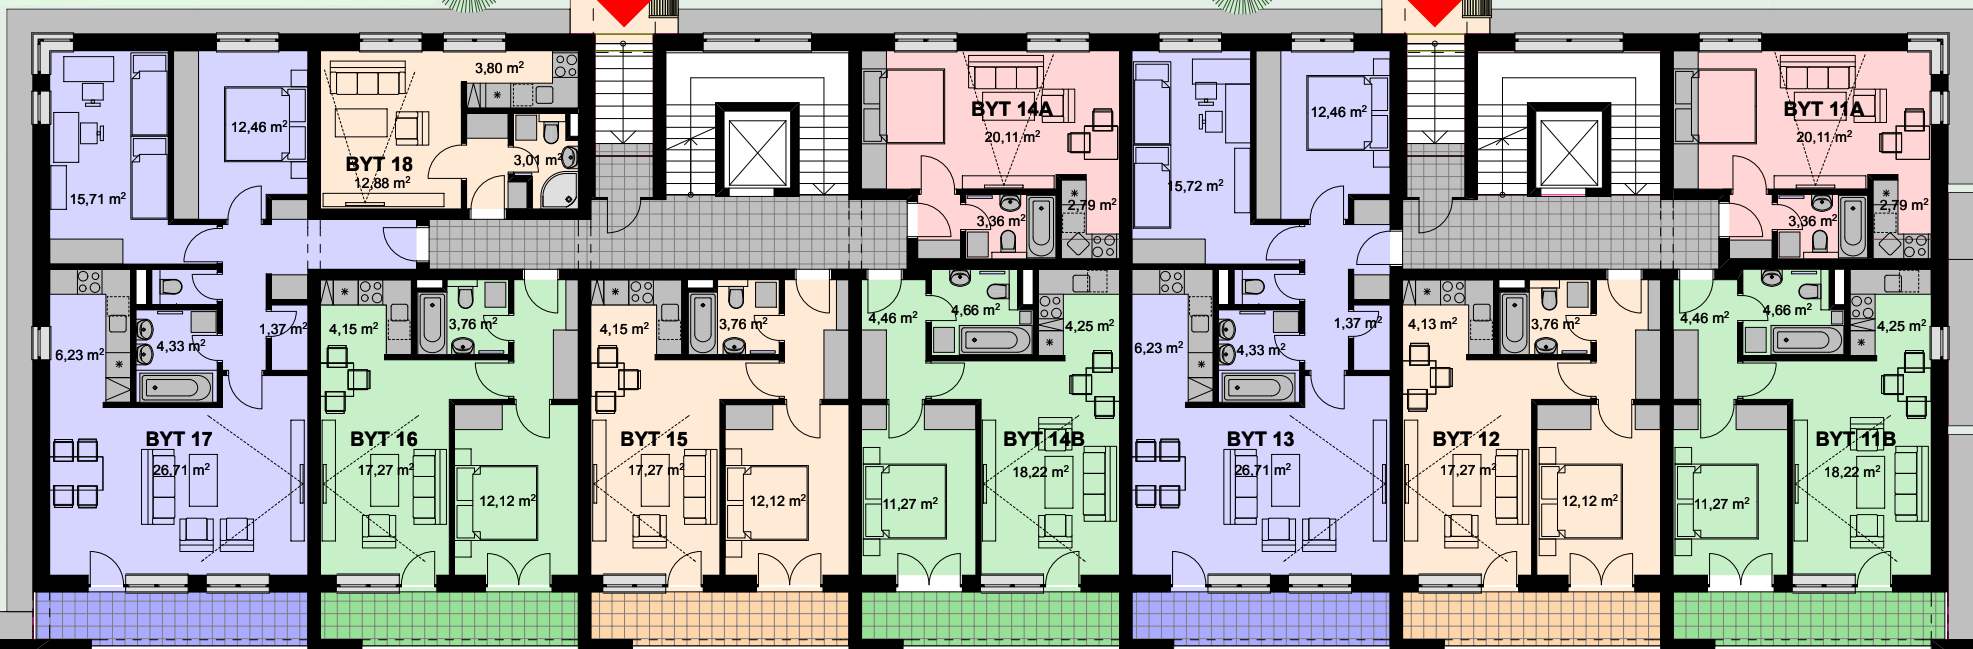 BYT 17
15,71 m²
12,46 m²
6,23 m²
4,33 m²
1,37 m²
26,71 m²
BYT 18
12,88 m²
3,80 m²
3,01 m²
BYT 16
4,15 m²
3,76 m²
17,27 m²
12,12 m²
BYT 15
4,15 m²
3,76 m²
17,27 m²
12,12 m²
BYT 14A
20,11 m²
3,36 m²
2,79 m²
BYT 14B
4,46 m²
4,66 m²
4,25 m²
18,22 m²
11,27 m²
BYT 13
15,72 m²
12,46 m²
6,23 m²
4,33 m²
1,37 m²
26,71 m²
BYT 12
4,13 m²
3,76 m²
17,27 m²
12,12 m²
BYT 11A
20,11 m²
3,36 m²
2,79 m²
BYT 11B
4,46 m²
4,66 m²
4,25 m²
18,22 m²
11,27 m²